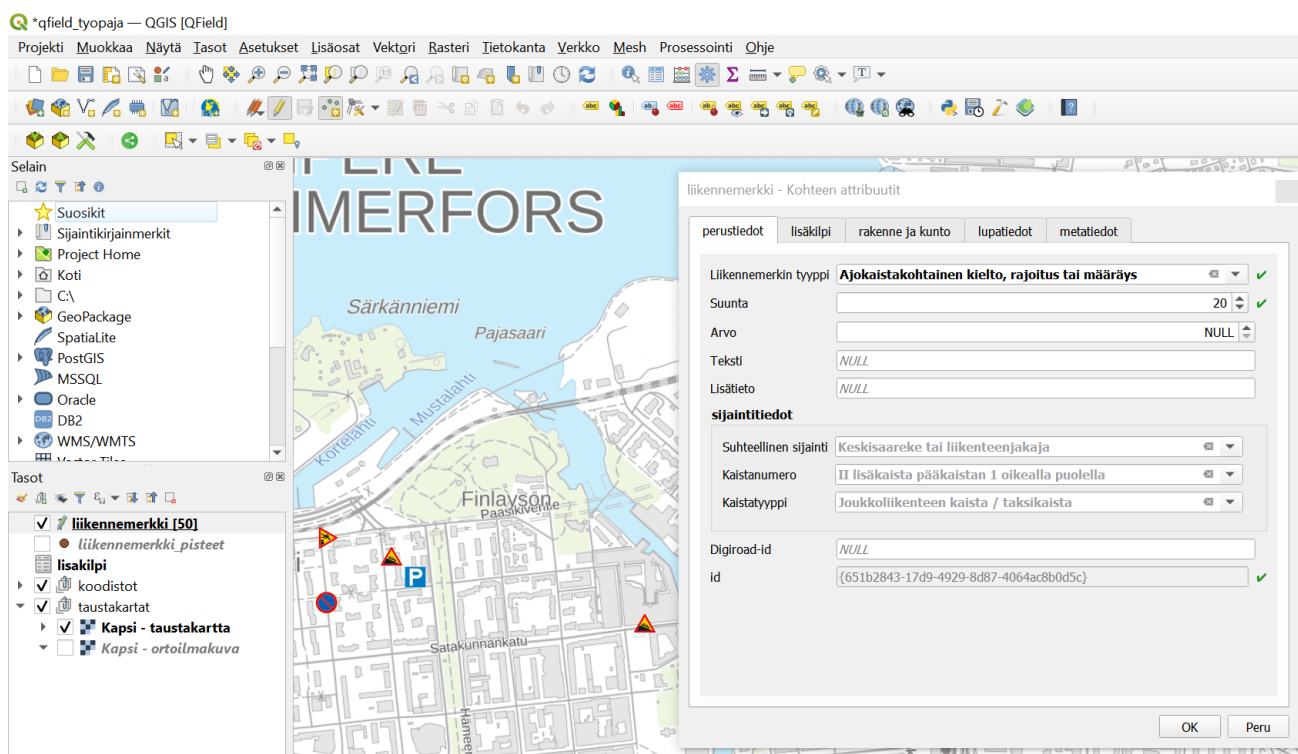 *qfield_tyopaja — QGIS [QField]
Projekti Muokkaa Näytä Tasot Asetukset Lisäosat Vektori Rasteri Tietokanta Verkko Mesh Prosessointi Ohje
Selain
Suosikit
Sijaintikirjainmerkit
Project Home
Koti
C:\
GeoPackage
SpatiaLite
PostGIS
MSSQL
Oracle
DB2
WMS/WMTS
Vector Tiles
Tasot
liikennemerkki [50]
liikennemerkki_pisteet
lisakilpi
koodistot
taustakartat
Kapsi - taustakartta
Kapsi - ortoilmakuva
MMERFORS
Särkänniemi
Pajasaari
Mustalahti
Kortelahti
Finlayson
Paasikiventie
P
Satakunnankatu
liikennemerkki - Kohteen attribuutit
perustiedot lisäkilpi rakenne ja kunto lupatiedot metatiedot
Liikennemerkin tyyppi Ajokaistakohtainen kielto, rajoitus tai määräys
Suunta 20
Arvo NULL
Teksti NULL
Lisätieto NULL
sijaintitiedot
Suhteellinen sijainti Keskisaareke tai liikenteenjakaja
Kaistanumero II lisäkaista pääkaistan 1 oikealla puolella
Kaistatyyppi Joukkoliikenteen kaista / taksikaista
Digiroad-id NULL
id {651b2843-17d9-4929-8d87-4064ac8b0d5c}
OK Peru